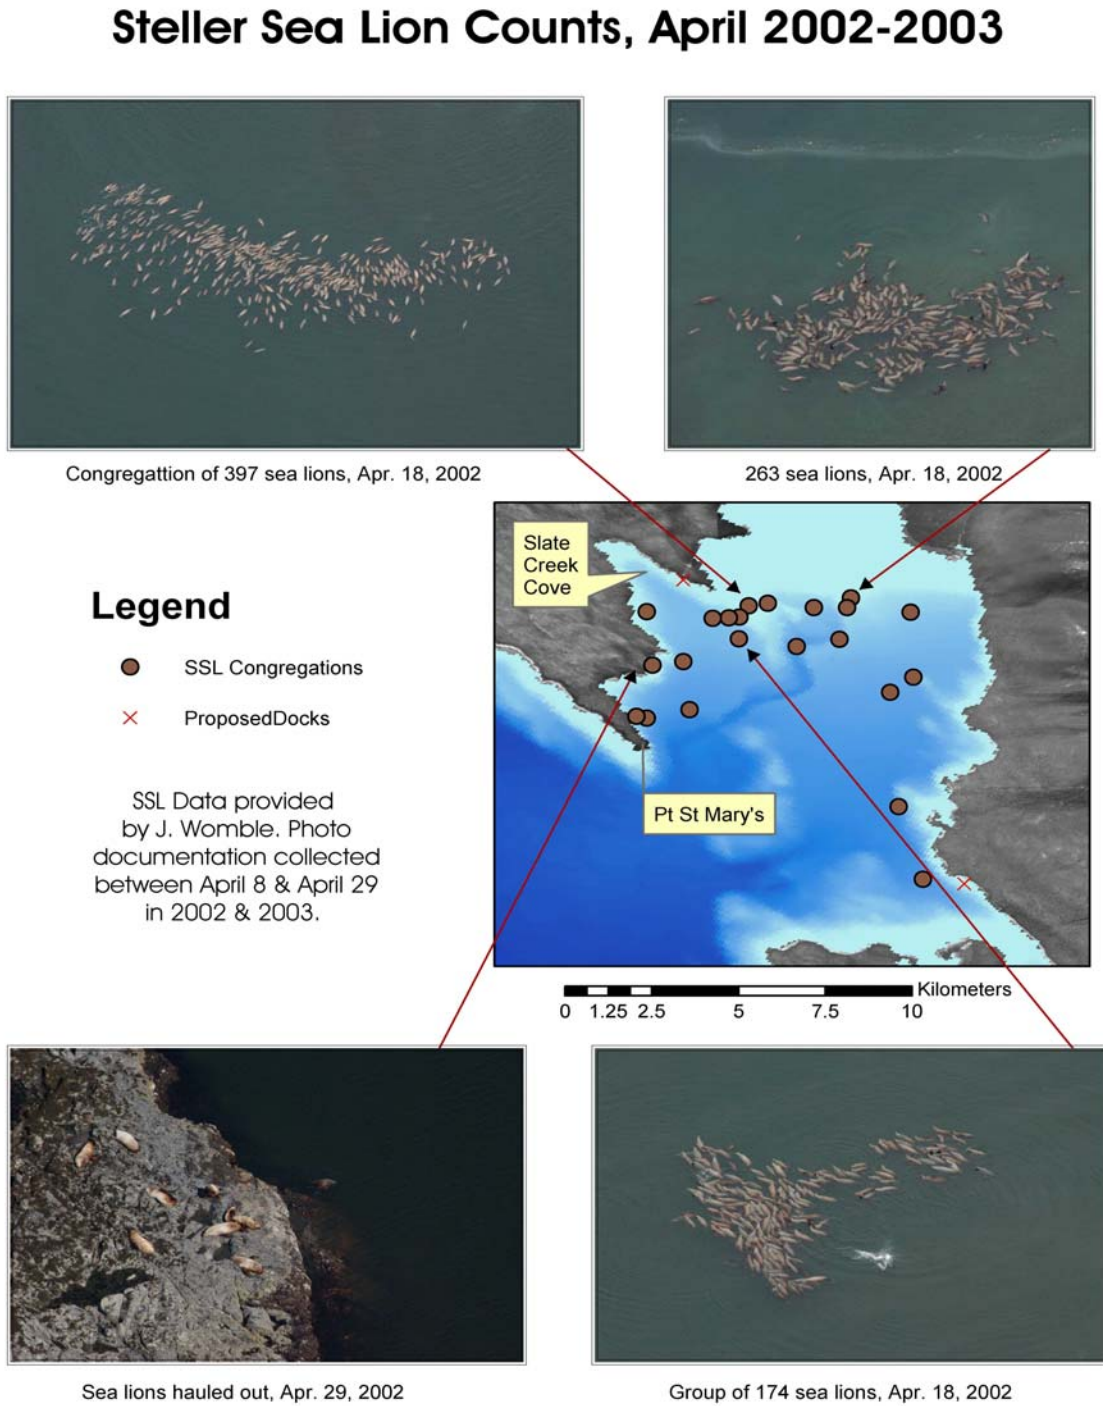 Steller Sea Lion Counts, April 2002-2003
Congregattion of 397 sea lions, Apr. 18, 2002
263 sea lions, Apr. 18, 2002
Slate
Creek
Cove
Legend
SSL Congregations
ProposedDocks
SSL Data provided
by J. Womble. Photo
documentation collected
between April 8 & April 29
in 2002 & 2003.
Pt St Mary's
Kilometers
0 1.25 2.5 5 7.5 10
Sea lions hauled out, Apr. 29, 2002
Group of 174 sea lions, Apr. 18, 2002